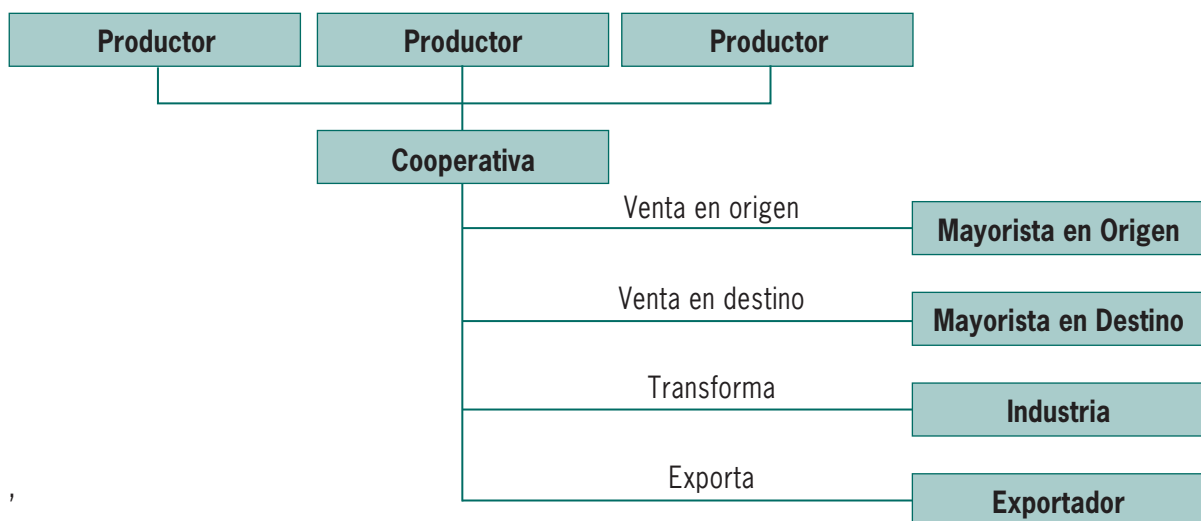 Productor Productor Productor
Cooperativa
Venta en origen
Mayorista en Origen
Venta en destino
Mayorista en Destino
Transforma
Industria
Exporta
,
Exportador